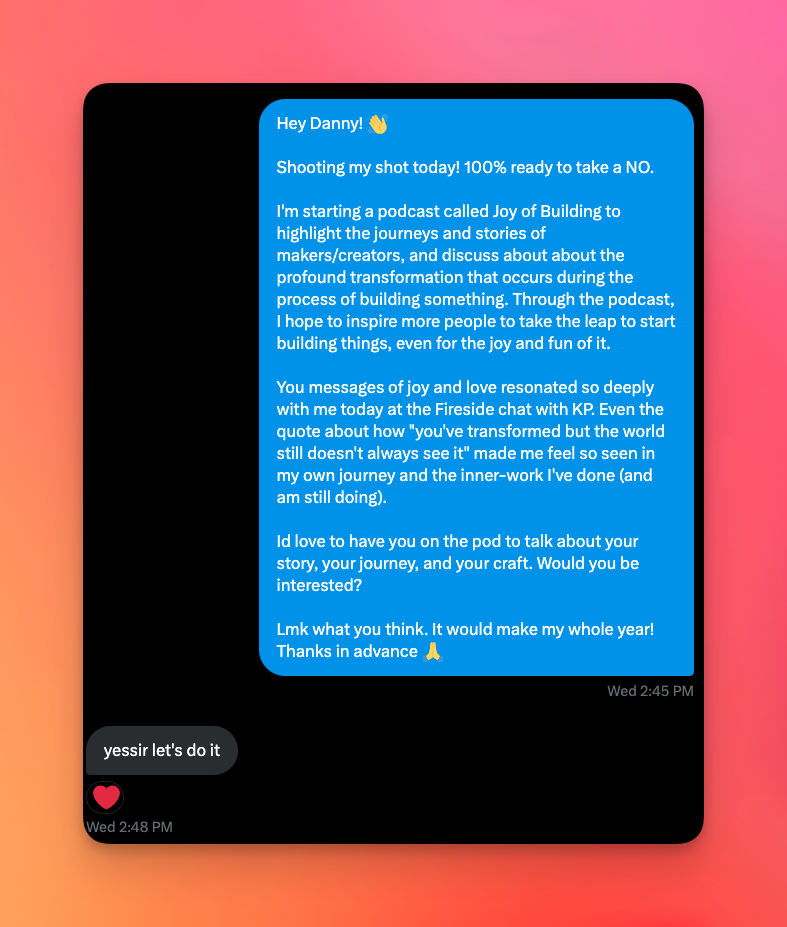 Hey Danny! 👋
Shooting my shot today! 100% ready to take a NO.
I'm starting a podcast called Joy of Building to
highlight the journeys and stories of
makers/creators, and discuss about about the
profound transformation that occurs during the
process of building something. Through the podcast,
I hope to inspire more people to take the leap to start
building things, even for the joy and fun of it.
You messages of joy and love resonated so deeply
with me today at the Fireside chat with KP. Even the
quote about how "you've transformed but the world
still doesn't always see it" made me feel so seen in
my own journey and the inner-work I've done (and
am still doing).
Id love to have you on the pod to talk about your
story, your journey, and your craft. Would you be
interested?
Lmk what you think. It would make my whole year!
Thanks in advance 🙏
Wed 2:45 PM
yessir let's do it
❤️
Wed 2:48 PM